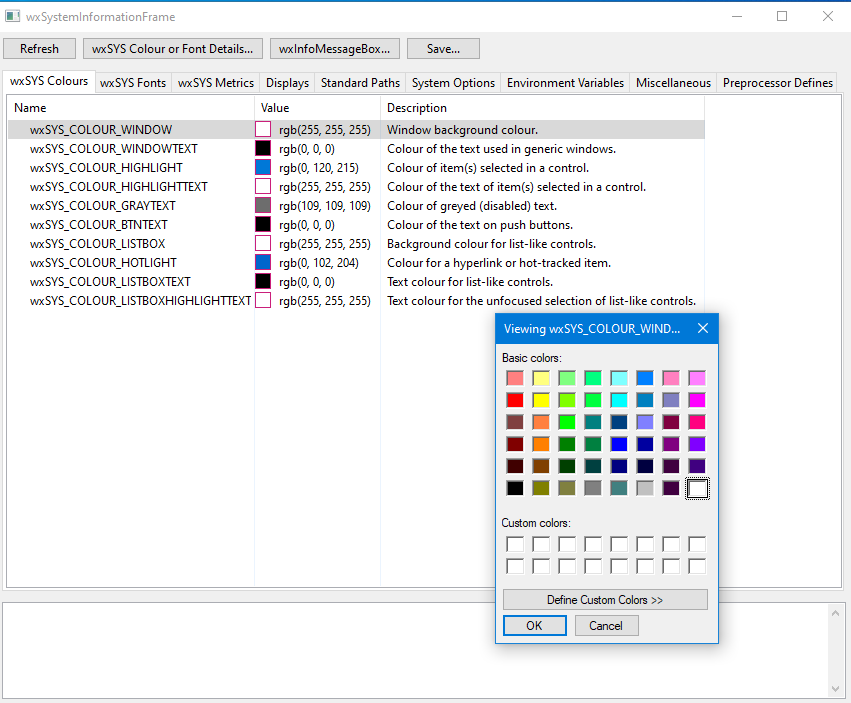 wxSystemInformationFrame
Refresh wxSYS Colour or Font Details... wxInfoMessageBox... Save...
wxSYS Colours wxSYS Fonts wxSYS Metrics Displays Standard Paths System Options Environment Variables Miscellaneous Preprocessor Defines
Name Value Description
wxSYS_COLOUR_WINDOW rgb(255, 255, 255) Window background colour.
wxSYS_COLOUR_WINDOWTEXT rgb(0, 0, 0) Colour of the text used in generic windows.
wxSYS_COLOUR_HIGHLIGHT rgb(0, 120, 215) Colour of item(s) selected in a control.
wxSYS_COLOUR_HIGHLIGHTTEXT rgb(255, 255, 255) Colour of the text of item(s) selected in a control.
wxSYS_COLOUR_GRAYTEXT rgb(109, 109, 109) Colour of greyed (disabled) text.
wxSYS_COLOUR_BTNTEXT rgb(0, 0, 0) Colour of the text on push buttons.
wxSYS_COLOUR_LISTBOX rgb(255, 255, 255) Background colour for list-like controls.
wxSYS_COLOUR_HOTLIGHT rgb(0, 102, 204) Colour for a hyperlink or hot-tracked item.
wxSYS_COLOUR_LISTBOXTEXT rgb(0, 0, 0) Text colour for list-like controls.
wxSYS_COLOUR_LISTBOXHIGHLIGHTTEXT rgb(255, 255, 255) Text colour for the unfocused selection of list-like controls.
Viewing wxSYS_COLOUR_WIND...
Basic colors:
Custom colors:
Define Custom Colors >>
OK Cancel